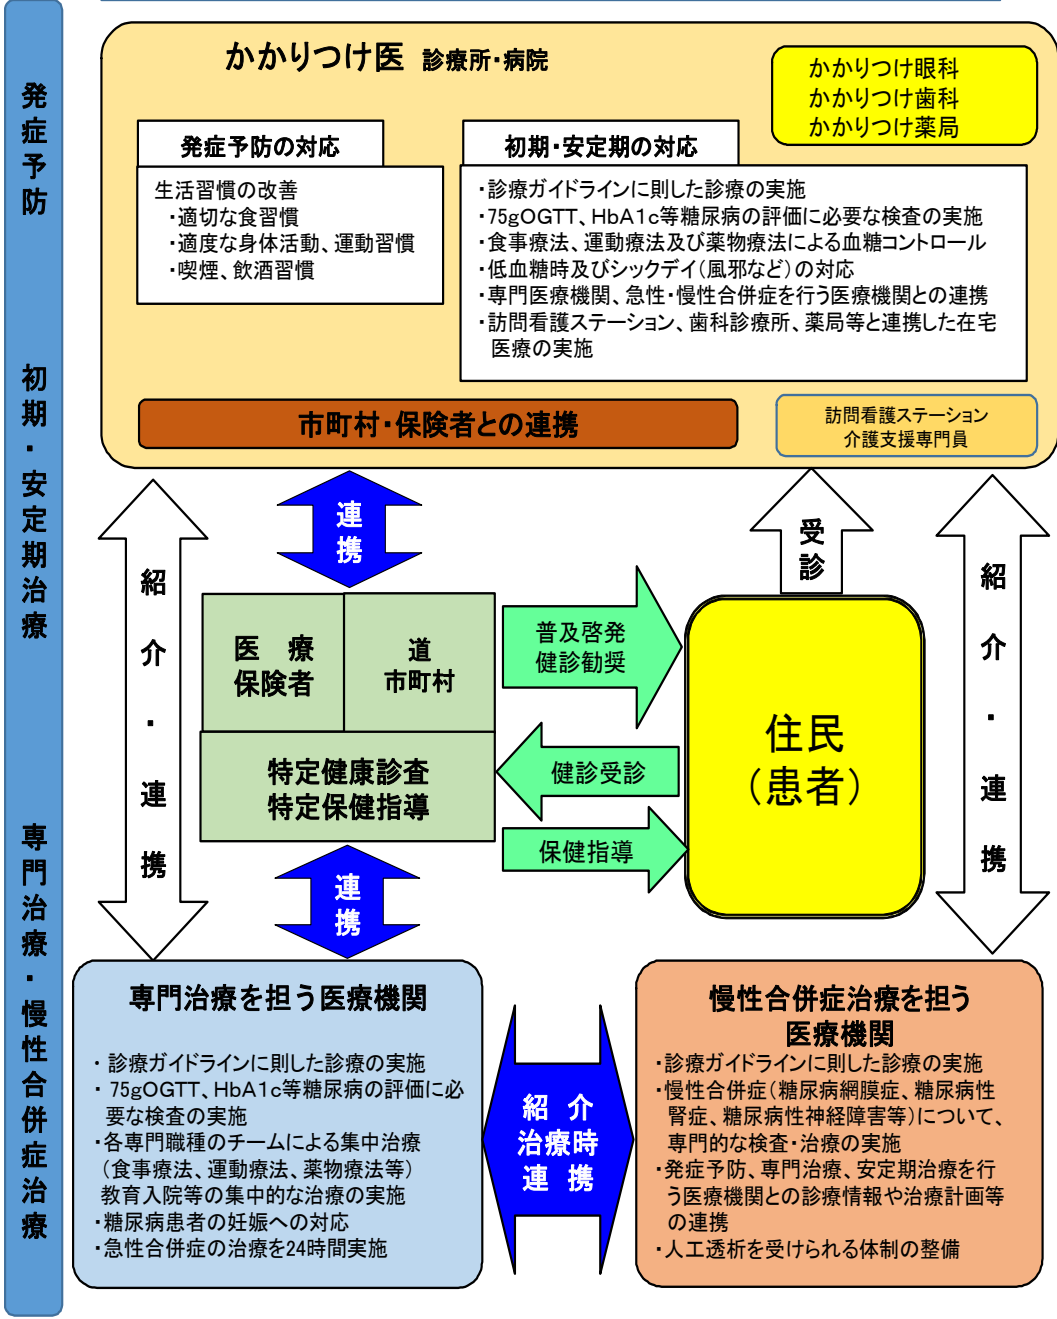 発症予防
初期・安定期治療
専門治療・慢性合併症治療
かかりつけ医 診療所・病院
かかりつけ眼科
かかりつけ歯科
かかりつけ薬局
発症予防の対応
生活習慣の改善
・適切な食習慣
・適度な身体活動、運動習慣
・喫煙、飲酒習慣
初期・安定期の対応
・診療ガイドラインに則した診療の実施
・75gOGTT、HbA1c等糖尿病の評価に必要な検査の実施
・食事療法、運動療法及び薬物療法による血糖コントロール
・低血糖時及びシックデイ（風邪など）の対応
・専門医療機関、急性・慢性合併症を行う医療機関との連携
・訪問看護ステーション、歯科診療所、薬局等と連携した在宅
医療の実施
市町村・保険者との連携
訪問看護ステーション
介護支援専門員
紹介・連携
連携
受診
紹介・連携
医療
保険者
道
市町村
特定健康診査
特定保健指導
普及啓発
健診勧奨
健診受診
保健指導
住民
（患者）
連携
専門治療を担う医療機関
・診療ガイドラインに則した診療の実施
・75gOGTT、HbA1c等糖尿病の評価に必
要な検査の実施
・各専門職種のチームによる集中治療
（食事療法、運動療法、薬物療法等）
教育入院等の集中的な治療の実施
・糖尿病患者の妊娠への対応
・急性合併症の治療を24時間実施
紹介
治療時
連携
慢性合併症治療を担う
医療機関
・診療ガイドラインに則した診療の実施
・慢性合併症（糖尿病網膜症、糖尿病性
腎症、糖尿病性神経障害等）について、
専門的な検査・治療の実施
・発症予防、専門治療、安定期治療を行
う医療機関との診療情報や治療計画等
の連携
・人工透析を受けられる体制の整備